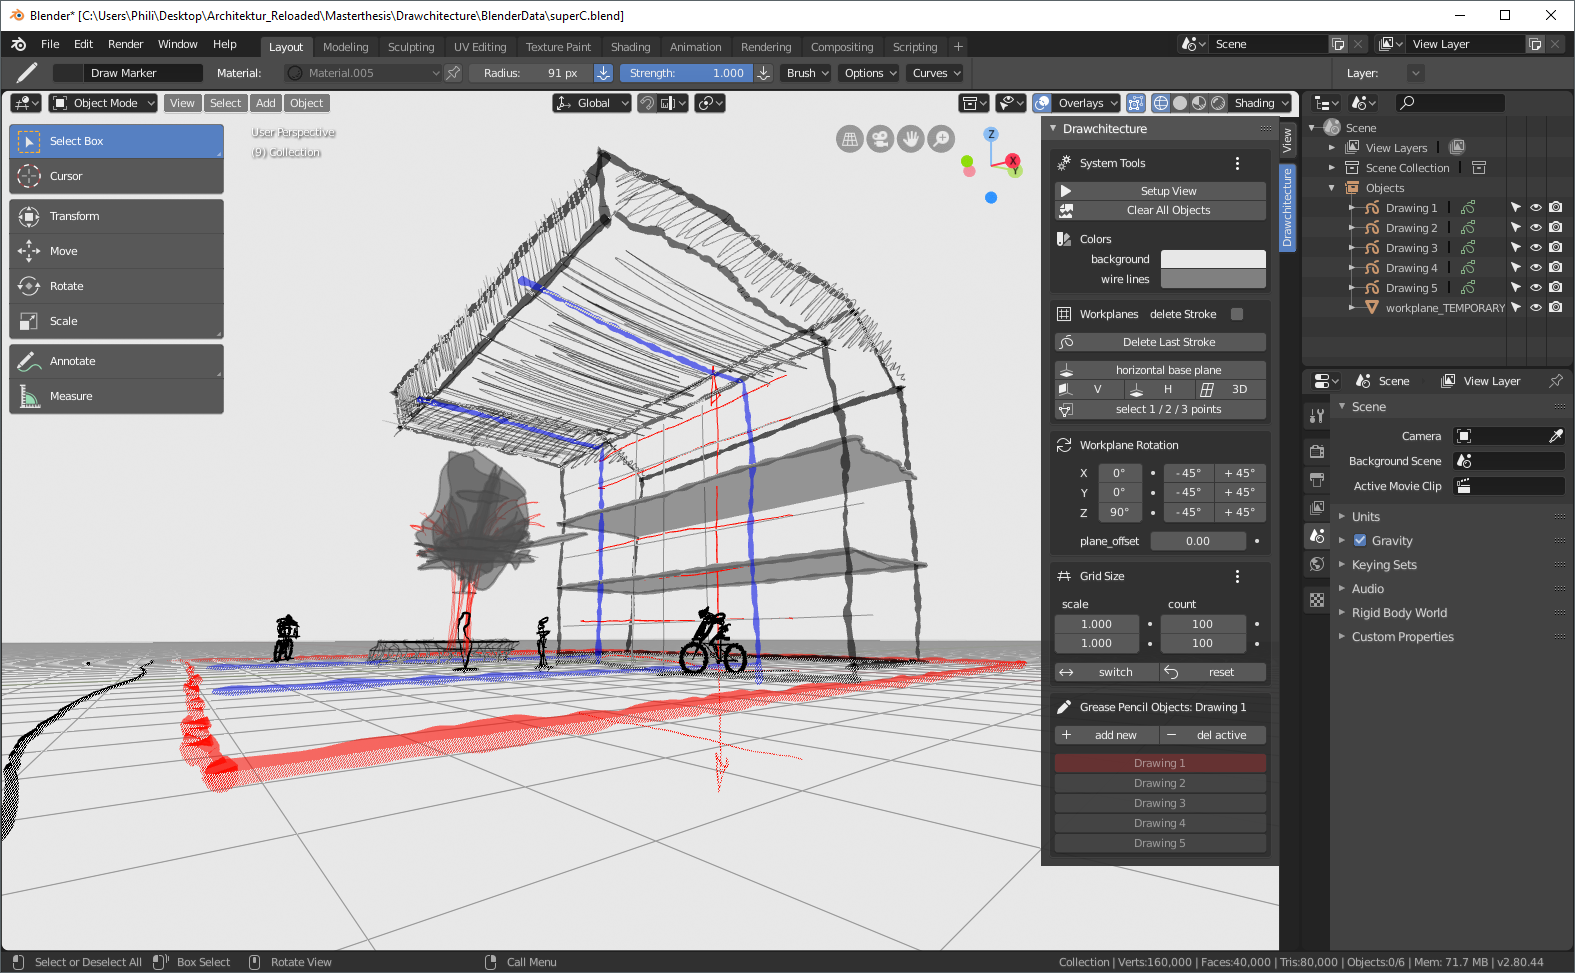 Blender* [C:\Users\Phili\Desktop\Architektur_Reloaded\Masterthesis\Drawchitecture\BlenderData\superC.blend]
File Edit Render Window Help Layout Modeling Sculpting UV Editing Texture Paint Shading Animation Rendering Compositing Scripting + Scene View Layer
Draw Marker Material: Material.005 Radius: 91 px Strength: 1.000 Brush Options Curves Layer:
Object Mode View Select Add Object Global Overlays Shading
Select Box
Cursor
Transform
Move
Rotate
Scale
Annotate
Measure
User Perspective
(9) Collection
Z
X
Y
Drawchitecture
System Tools
Setup View
Clear All Objects
Colors
background
wire lines
Workplanes delete Stroke
Delete Last Stroke
horizontal base plane
V H 3D
select 1 / 2 / 3 points
Workplane Rotation
X 0° - 45° + 45°
Y 0° - 45° + 45°
Z 90° - 45° + 45°
plane_offset 0.00
Grid Size
scale count
1.000 100
1.000 100
switch reset
Grease Pencil Objects: Drawing 1
+ add new − del active
Drawing 1
Drawing 2
Drawing 3
Drawing 4
Drawing 5
View
Drawchitecture
Scene
View Layers
Scene Collection
Objects
Drawing 1
Drawing 2
Drawing 3
Drawing 4
Drawing 5
workplane_TEMPORARY
Scene View Layer
Scene
Camera
Background Scene
Active Movie Clip
Units
Gravity
Keying Sets
Audio
Rigid Body World
Custom Properties
Select or Deselect All Box Select Rotate View Call Menu Collection | Verts:160,000 | Faces:40,000 | Tris:80,000 | Objects:0/6 | Mem: 71.7 MB | v2.80.44